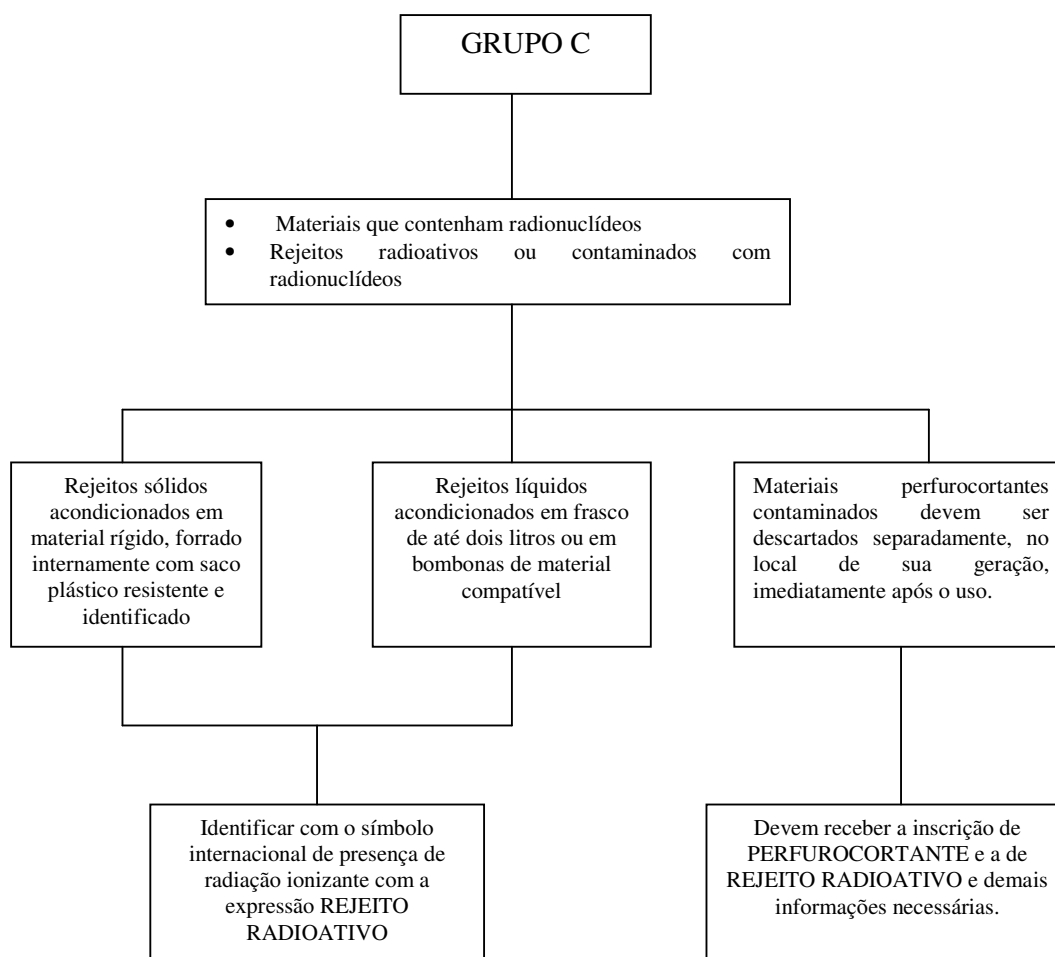 GRUPO C
• Materiais que contenham radionuclídeos
• Rejeitos radioativos ou contaminados com
radionuclídeos
Rejeitos sólidos
acondicionados em
material rígido, forrado
internamente com saco
plástico resistente e
identificado
Rejeitos líquidos
acondicionados em frasco
de até dois litros ou em
bombonas de material
compatível
Materiais perfurocortantes
contaminados devem ser
descartados separadamente, no
local de sua geração,
imediatamente após o uso.
Identificar com o símbolo
internacional de presença de
radiação ionizante com a
expressão REJEITO
RADIOATIVO
Devem receber a inscrição de
PERFUROCORTANTE e a de
REJEITO RADIOATIVO e demais
informações necessárias.